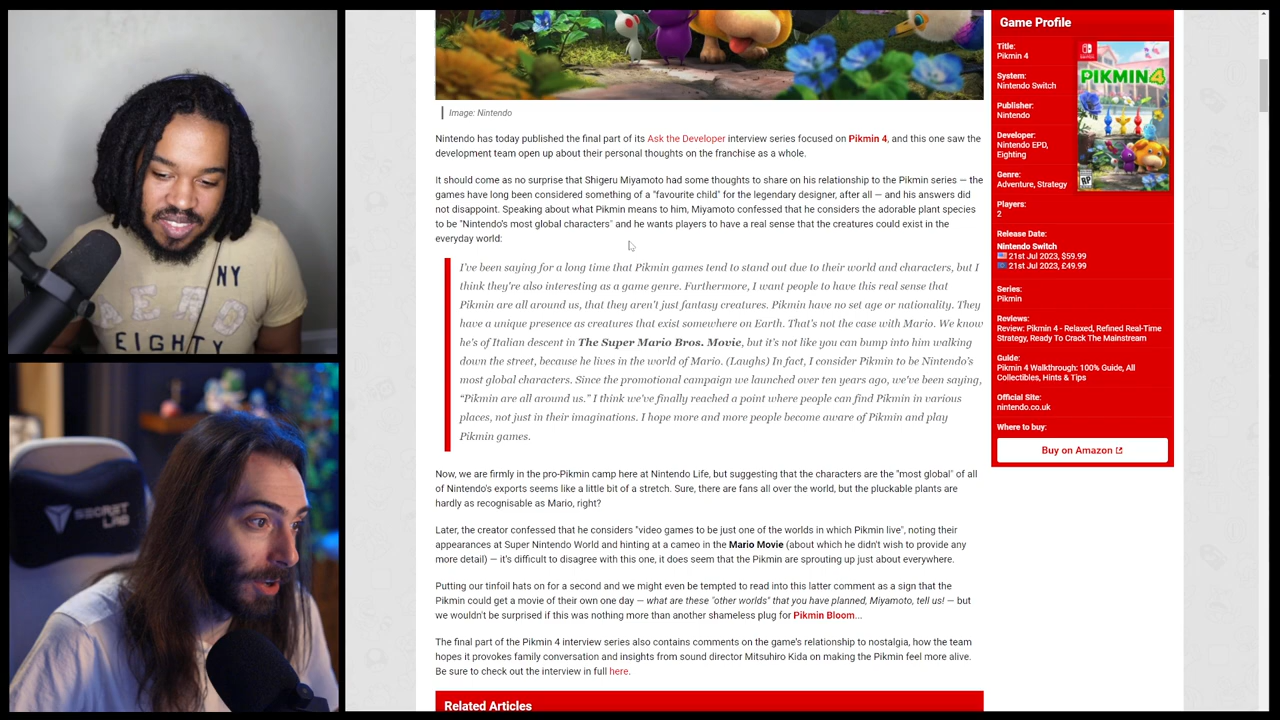 NY
EIGHTY
SECRET
LAB
Image: Nintendo
Nintendo has today published the final part of its Ask the Developer interview series focused on Pikmin 4, and this one saw the
development team open up about their personal thoughts on the franchise as a whole.
It should come as no surprise that Shigeru Miyamoto had some thoughts to share on his relationship to the Pikmin series — the
games have long been considered something of a "favourite child" for the legendary designer, after all — and his answers did
not disappoint. Speaking about what Pikmin means to him, Miyamoto confessed that he considers the adorable plant species
to be "Nintendo's most global characters" and he wants players to have a real sense that the creatures could exist in the
everyday world:
I've been saying for a long time that Pikmin games tend to stand out due to their world and characters, but I
think they're also interesting as a game genre. Furthermore, I want people to have this real sense that
Pikmin are all around us, that they aren't just fantasy creatures. Pikmin have no set age or nationality. They
have a unique presence as creatures that exist somewhere on Earth. That's not the case with Mario. We know
he's of Italian descent in The Super Mario Bros. Movie, but it's not like you can bump into him walking
down the street, because he lives in the world of Mario. (Laughs) In fact, I consider Pikmin to be Nintendo's
most global characters. Since the promotional campaign we launched over ten years ago, we've been saying,
“Pikmin are all around us.” I think we've finally reached a point where people can find Pikmin in various
places, not just in their imaginations. I hope more and more people become aware of Pikmin and play
Pikmin games.
Now, we are firmly in the pro-Pikmin camp here at Nintendo Life, but suggesting that the characters are the "most global" of all
of Nintendo's exports seems like a little bit of a stretch. Sure, there are fans all over the world, but the pluckable plants are
hardly as recognisable as Mario, right?
Later, the creator confessed that he considers "video games to be just one of the worlds in which Pikmin live", noting their
appearances at Super Nintendo World and hinting at a cameo in the Mario Movie (about which he didn't wish to provide any
more detail) — it's difficult to disagree with this one, it does seem that the Pikmin are sprouting up just about everywhere.
Putting our tinfoil hats on for a second and we might even be tempted to read into this latter comment as a sign that the
Pikmin could get a movie of their own one day — what are these "other worlds" that you have planned, Miyamoto, tell us! — but
we wouldn't be surprised if this was nothing more than another shameless plug for Pikmin Bloom...
The final part of the Pikmin 4 interview series also contains comments on the game's relationship to nostalgia, how the team
hopes it provokes family conversation and insights from sound director Mitsuhiro Kida on making the Pikmin feel more alive.
Be sure to check out the interview in full here.
Related Articles
Game Profile
Title:
Pikmin 4
System:
Nintendo Switch
Publisher:
Nintendo
Developer:
Nintendo EPD,
Eighting
Genre:
Adventure, Strategy
PIKMIN 4
RP
Players:
2
Release Date:
Nintendo Switch
21st Jul 2023, $59.99
21st Jul 2023, £49.99
Series:
Pikmin
Reviews:
Review: Pikmin 4 - Relaxed, Refined Real-Time
Strategy, Ready To Crack The Mainstream
Guide:
Pikmin 4 Walkthrough: 100% Guide, All
Collectibles, Hints & Tips
Official Site:
nintendo.co.uk
Where to buy:
Buy on Amazon